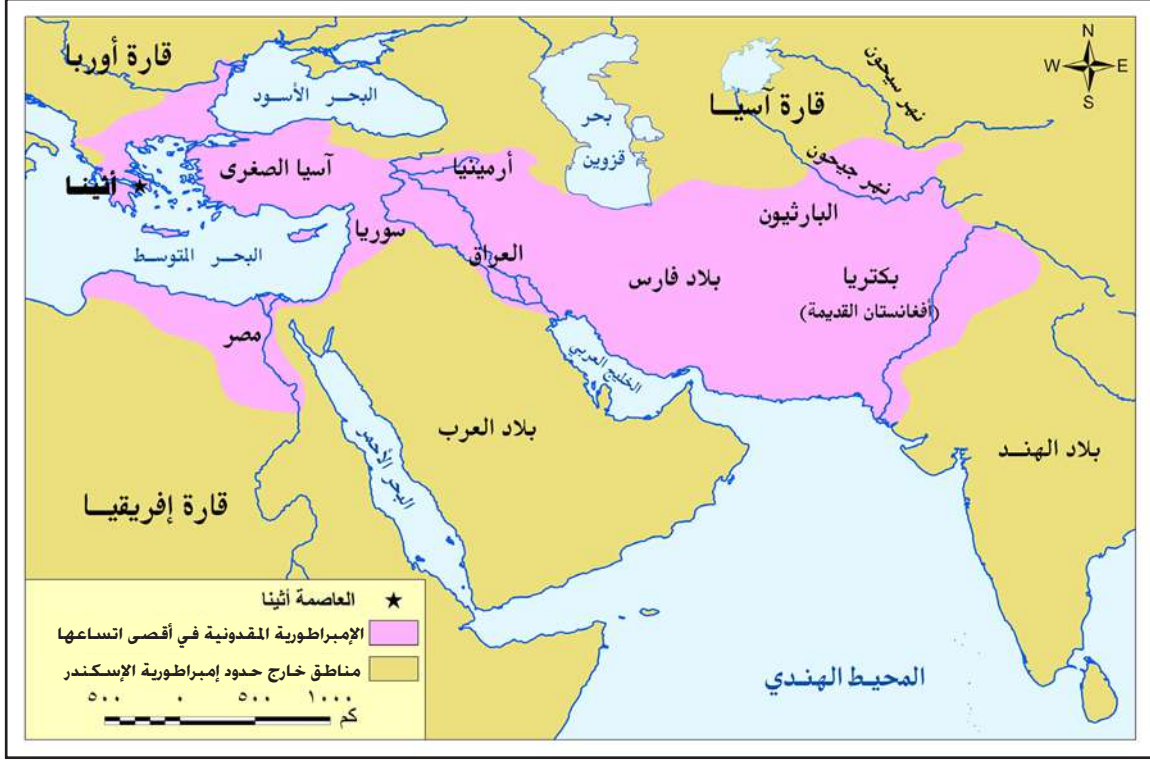 N
W E
S
قارة أوربا
البحر الأسود
بحر
قزوين
قارة آسيا
نهر سيحون
نهر جيحون
آسيا الصغرى
أرمينيا
أثينا
البارثيون
سوريا
البحر المتوسط
العراق
بلاد فارس
بكتريا
(أفغانستان القديمة)
مصر
الخليج العربي
بلاد العرب
بلاد الهند
البحر الأحمر
قارة إفريقيا
المحيط الهندي
العاصمة أثينا
الإمبراطورية المقدونية في أقصى اتساعها
مناطق خارج حدود إمبراطورية الإسكندر
٥٠٠ ٠ ٥٠٠ ١٠٠٠
كم